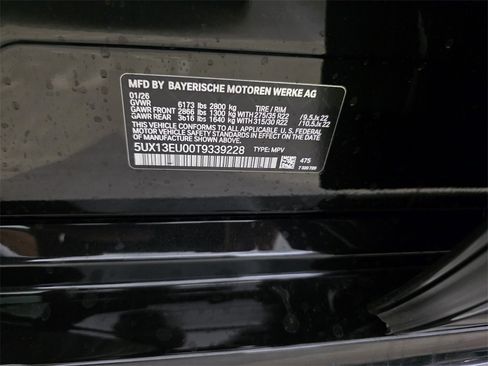 MFD BY BAYERISCHE MOTOREN WERKE AG
01/26
GVWR 6173 lbs 2800 kg TIRE / RIM
GAWR FRONT 2866 lbs 1300 kg WITH 275/35 R22 / 9.5Jx22
GAWR REAR 3616 lbs 1640 kg WITH 315/30 R22 / 10.5Jx22
THIS VEHICLE CONFORMS TO ALL APPLICABLE FEDERAL MOTOR
VEHICLE SAFETY STANDARDS IN EFFECT ON THE DATE
OF MANUFACTURE SHOWN ABOVE.
5UX13EU00T9339228 TYPE: MPV
475